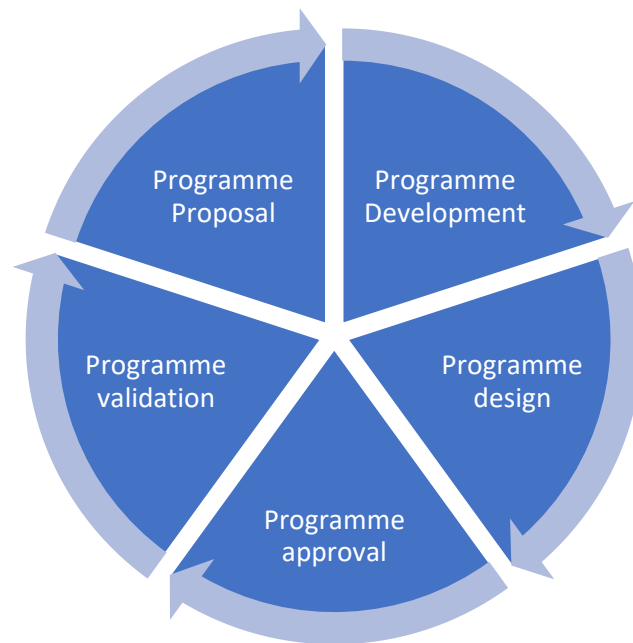 Programme
Proposal
Programme
Development
Programme
design
Programme
approval
Programme
validation